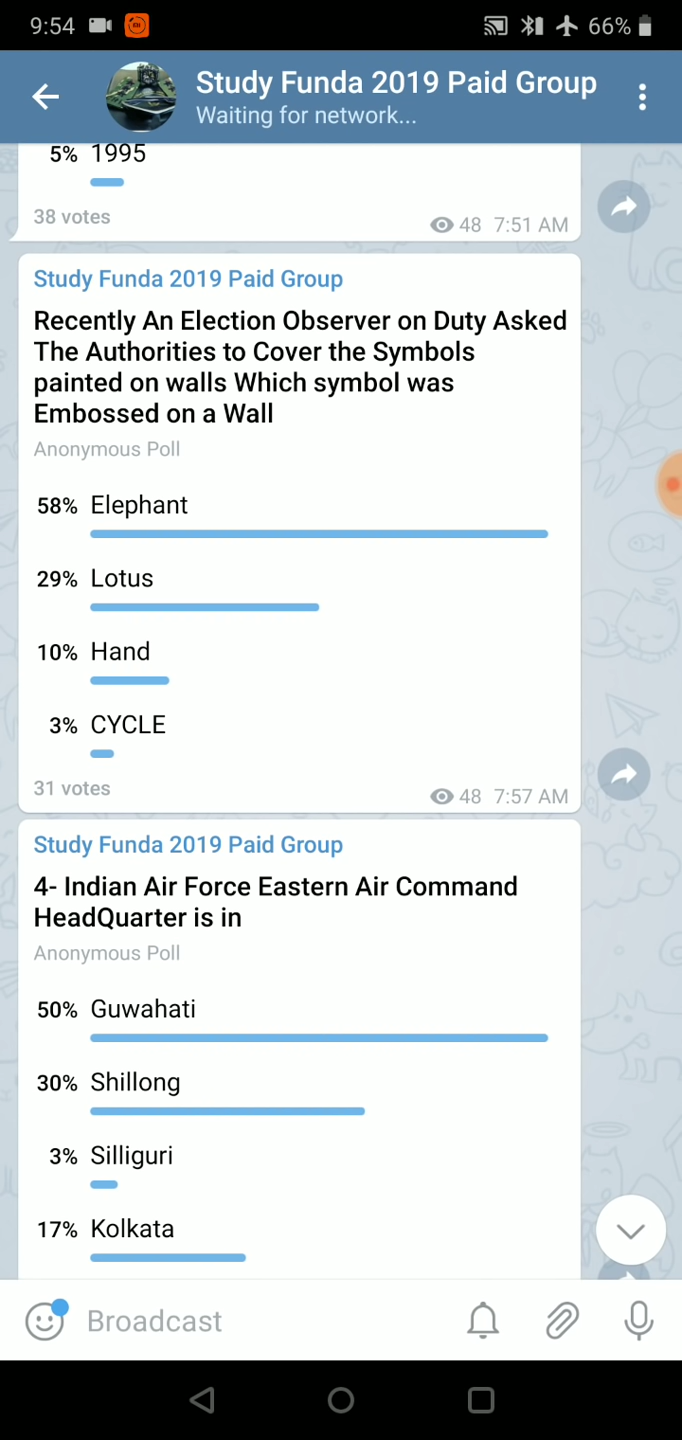 9:54
66%
Study Funda 2019 Paid Group
Waiting for network...
5% 1995
38 votes
48 7:51 AM
Study Funda 2019 Paid Group
Recently An Election Observer on Duty Asked
The Authorities to Cover the Symbols
painted on walls Which symbol was
Embossed on a Wall
Anonymous Poll
58% Elephant
29% Lotus
10% Hand
3% CYCLE
31 votes
48 7:57 AM
Study Funda 2019 Paid Group
4- Indian Air Force Eastern Air Command
HeadQuarter is in
Anonymous Poll
50% Guwahati
30% Shillong
3% Silliguri
17% Kolkata
Broadcast